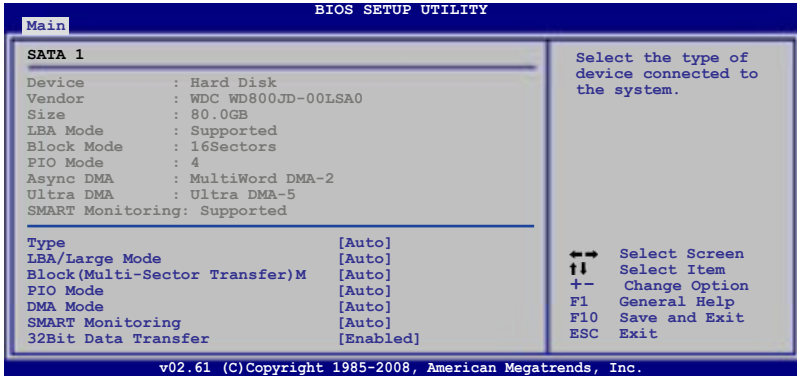 BIOS SETUP UTILITY
Main
SATA 1
Device : Hard Disk
Vendor : WDC WD800JD-00LSA0
Size : 80.0GB
LBA Mode : Supported
Block Mode : 16Sectors
PIO Mode : 4
Async DMA : MultiWord DMA-2
Ultra DMA : Ultra DMA-5
SMART Monitoring: Supported
Type [Auto]
LBA/Large Mode [Auto]
Block(Multi-Sector Transfer)M [Auto]
PIO Mode [Auto]
DMA Mode [Auto]
SMART Monitoring [Auto]
32Bit Data Transfer [Enabled]
Select the type of
device connected to
the system.
←→ Select Screen
↑↓ Select Item
+- Change Option
F1 General Help
F10 Save and Exit
ESC Exit
v02.61 (C)Copyright 1985-2008, American Megatrends, Inc.